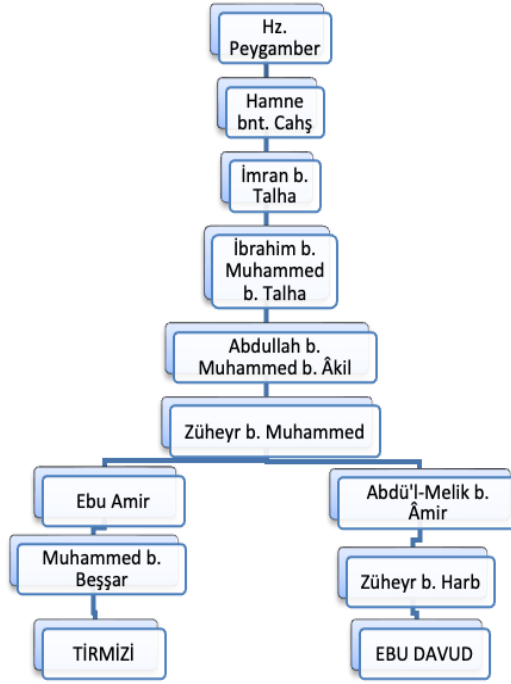 Hz.
Peygamber
Hamne
bnt. Cahş
İmran b.
Talha
İbrahim b.
Muhammed
b. Talha
Abdullah b.
Muhammed b. Âkil
Züheyr b. Muhammed
Ebu Amir
Abdü'l-Melik b.
Âmir
Muhammed b.
Beşşar
Züheyr b. Harb
TİRMİZİ
EBU DAVUD